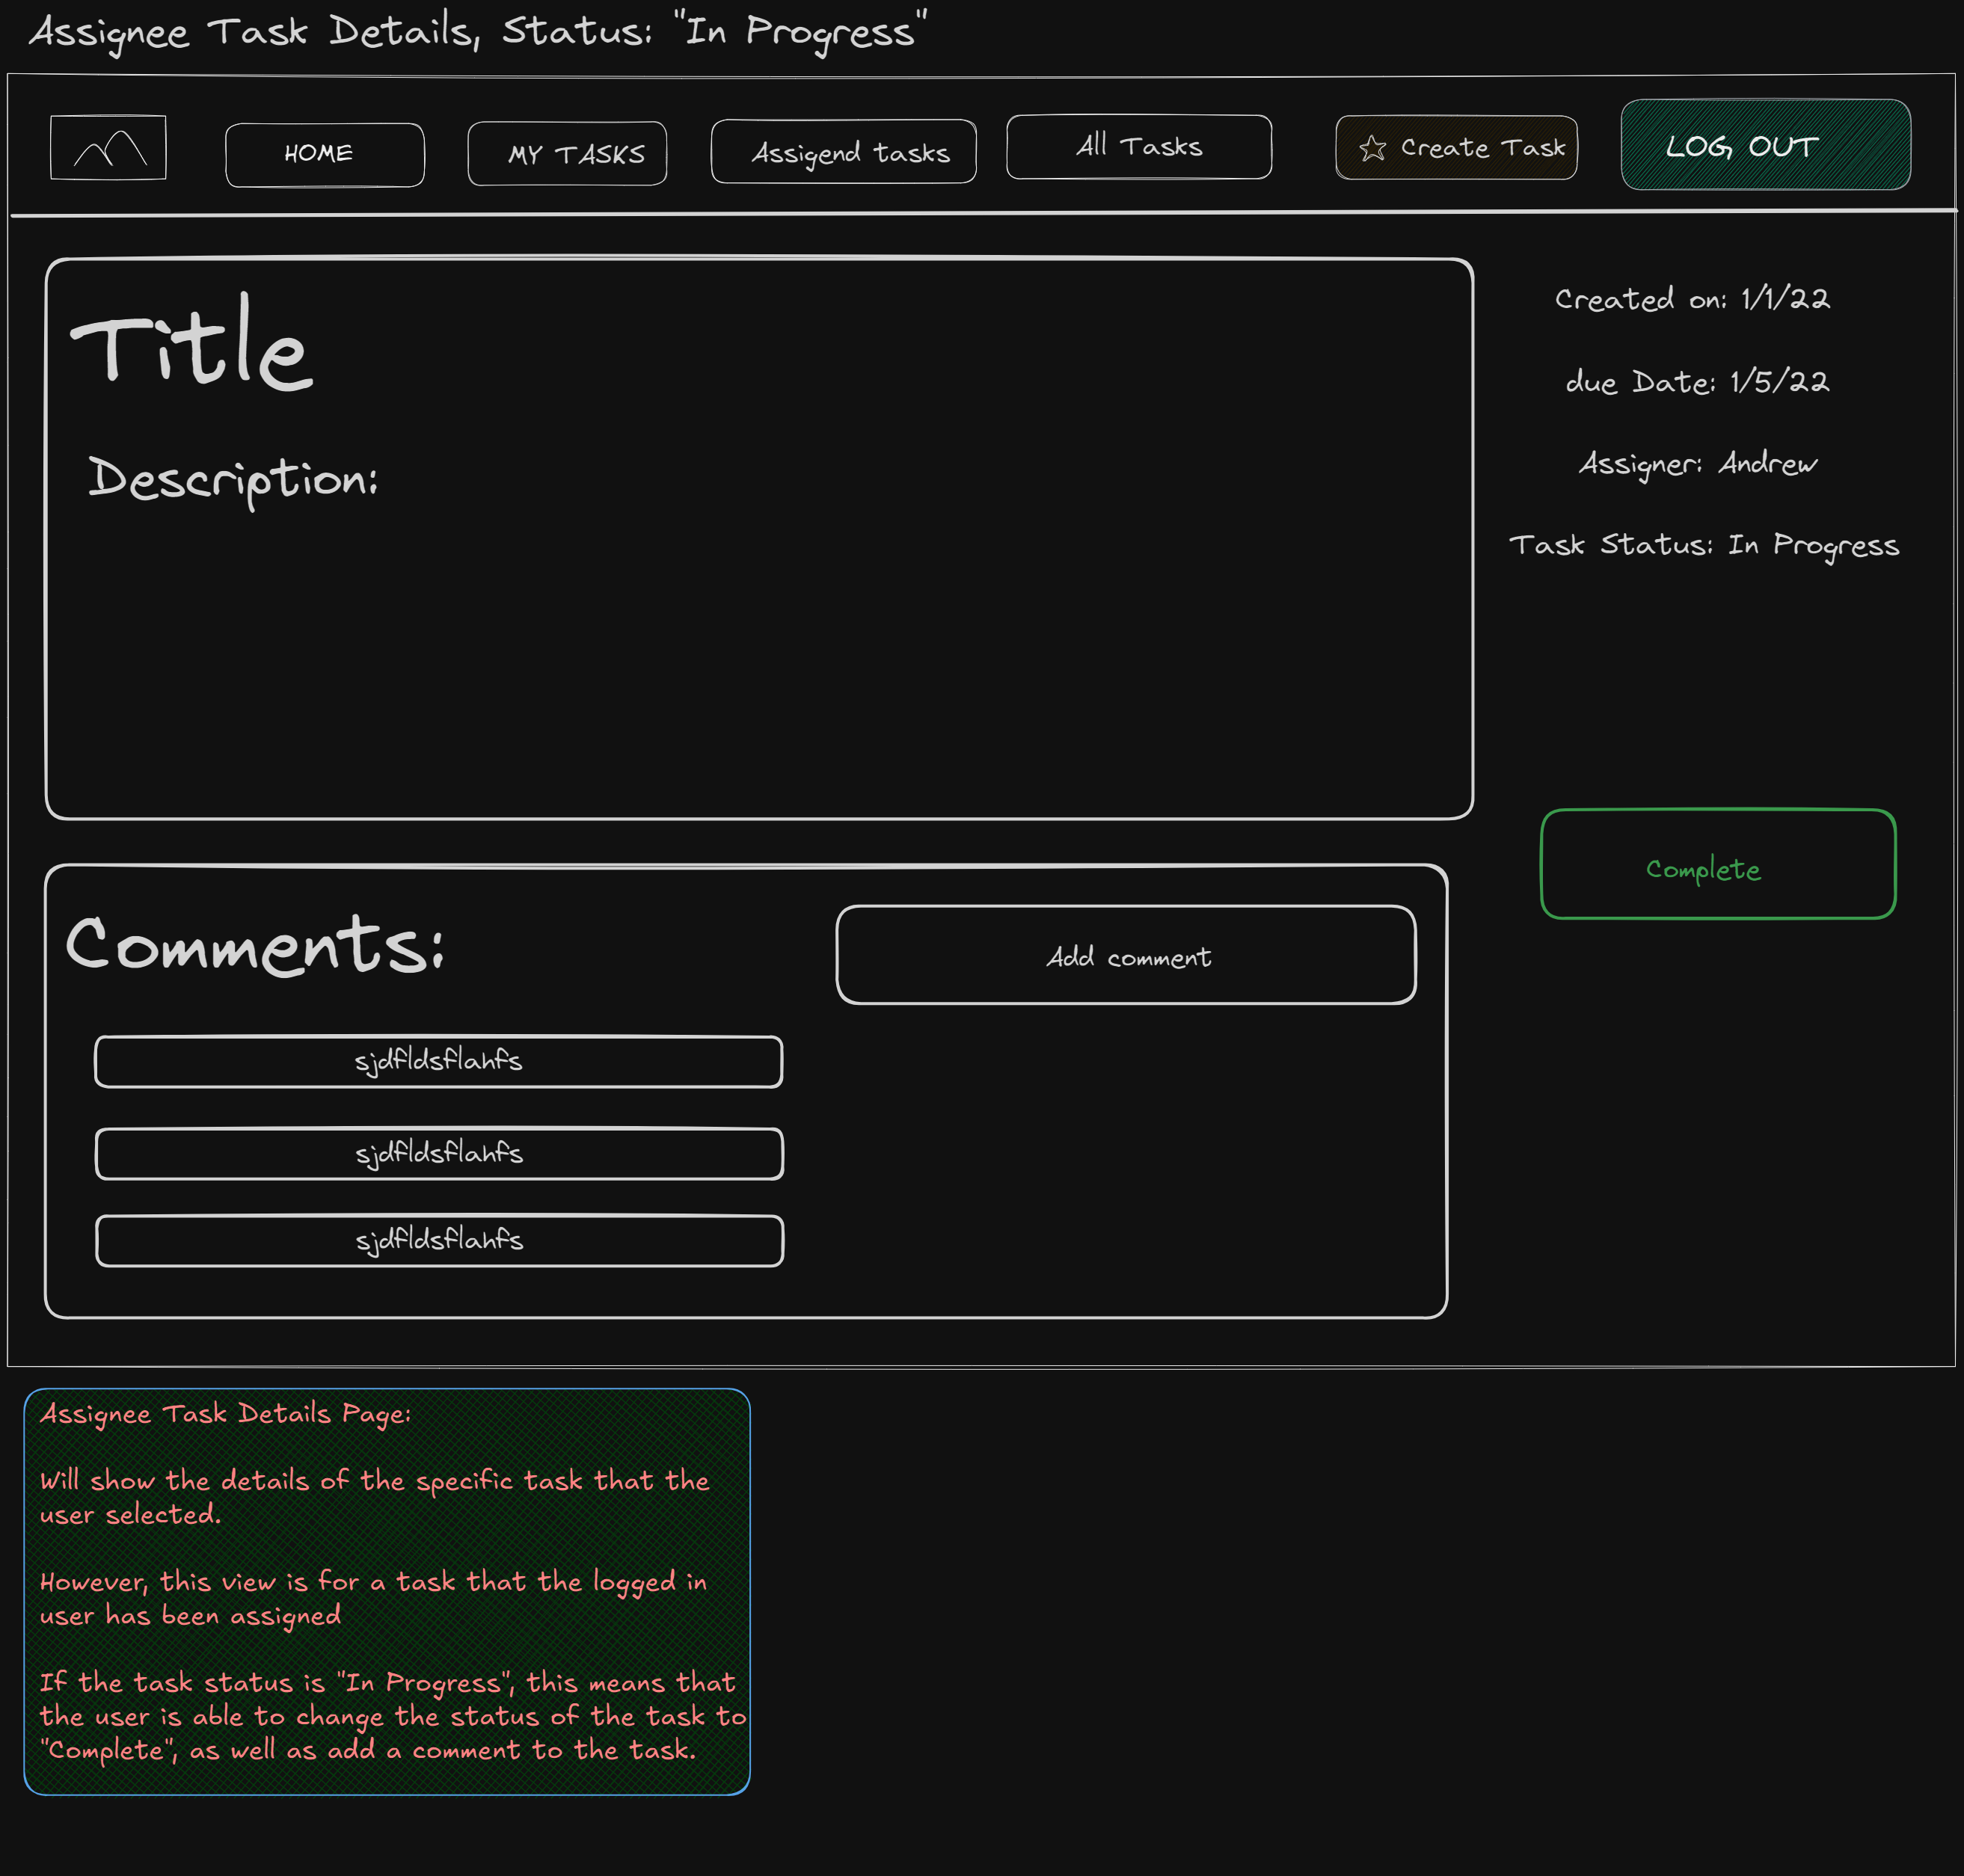 Assignee Task Details, Status: "In Progress"
HOME
MY TASKS
Assigend tasks
All Tasks
Create Task
LOG OUT
Title
Description:
Created on: 1/1/22
due Date: 1/5/22
Assigner: Andrew
Task Status: In Progress
Complete
Comments:
Add comment
sjdfldsflahfs
sjdfldsflahfs
sjdfldsflahfs
Assignee Task Details Page:
Will show the details of the specific task that the
user selected.
However, this view is for a task that the logged in
user has been assigned
If the task status is "In Progress", this means that
the user is able to change the status of the task to
"Complete", as well as add a comment to the task.